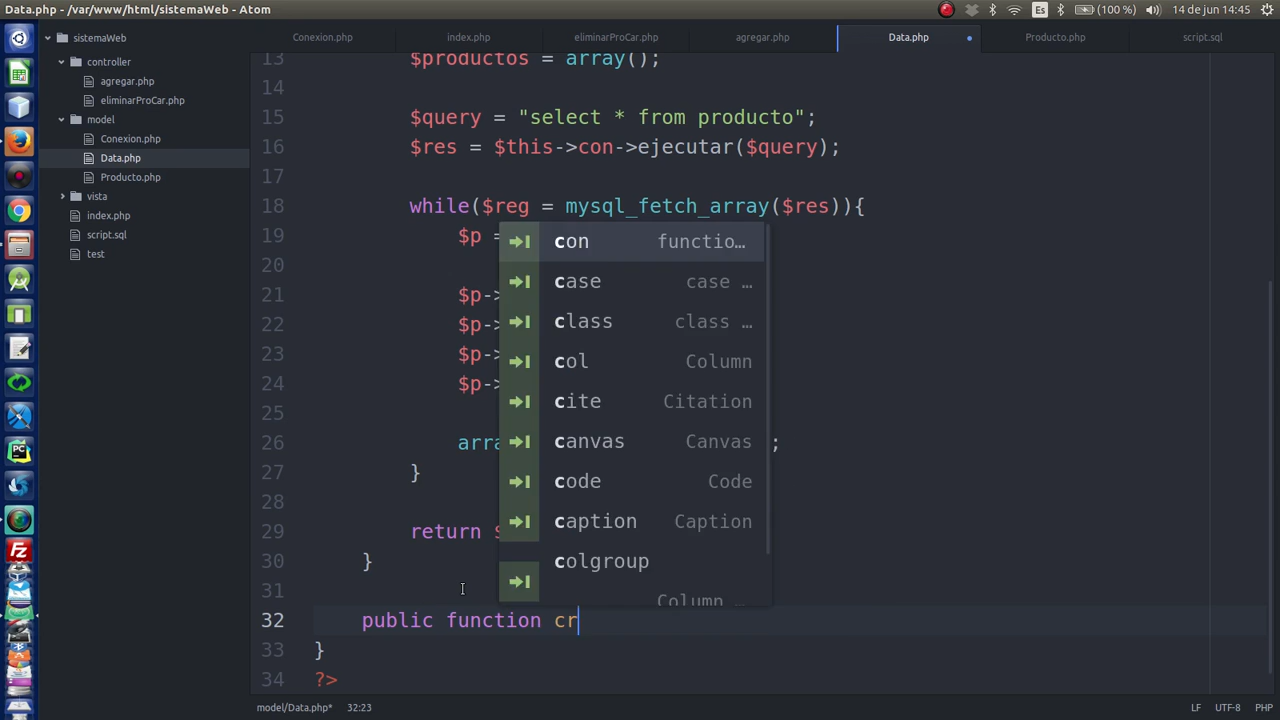 Data.php - /var/www/html/sistemaWeb - Atom
Es
(100 %)
14 de jun 14:45
sistemaWeb
controller
agregar.php
eliminarProCar.php
model
Conexion.php
Data.php
Producto.php
vista
index.php
script.sql
test
Conexion.php
index.php
eliminarProCar.php
agregar.php
Data.php
Producto.php
script.sql
13 $productos = array();
14
15 $query = "select * from producto";
16 $res = $this->con->ejecutar($query);
17
18 while($reg = mysql_fetch_array($res)){
19 $p =
20
21 $p->
22 $p->
23 $p->
24 $p->
25
26 arra ;
27 }
28
29 return $
30 }
31
32 public function cr
33 }
34 ?>
con functio…
case case …
class class …
col Column
cite Citation
canvas Canvas
code Code
caption Caption
colgroup
Column …
PC
FZ
model/Data.php* 32:23
LF UTF-8 PHP